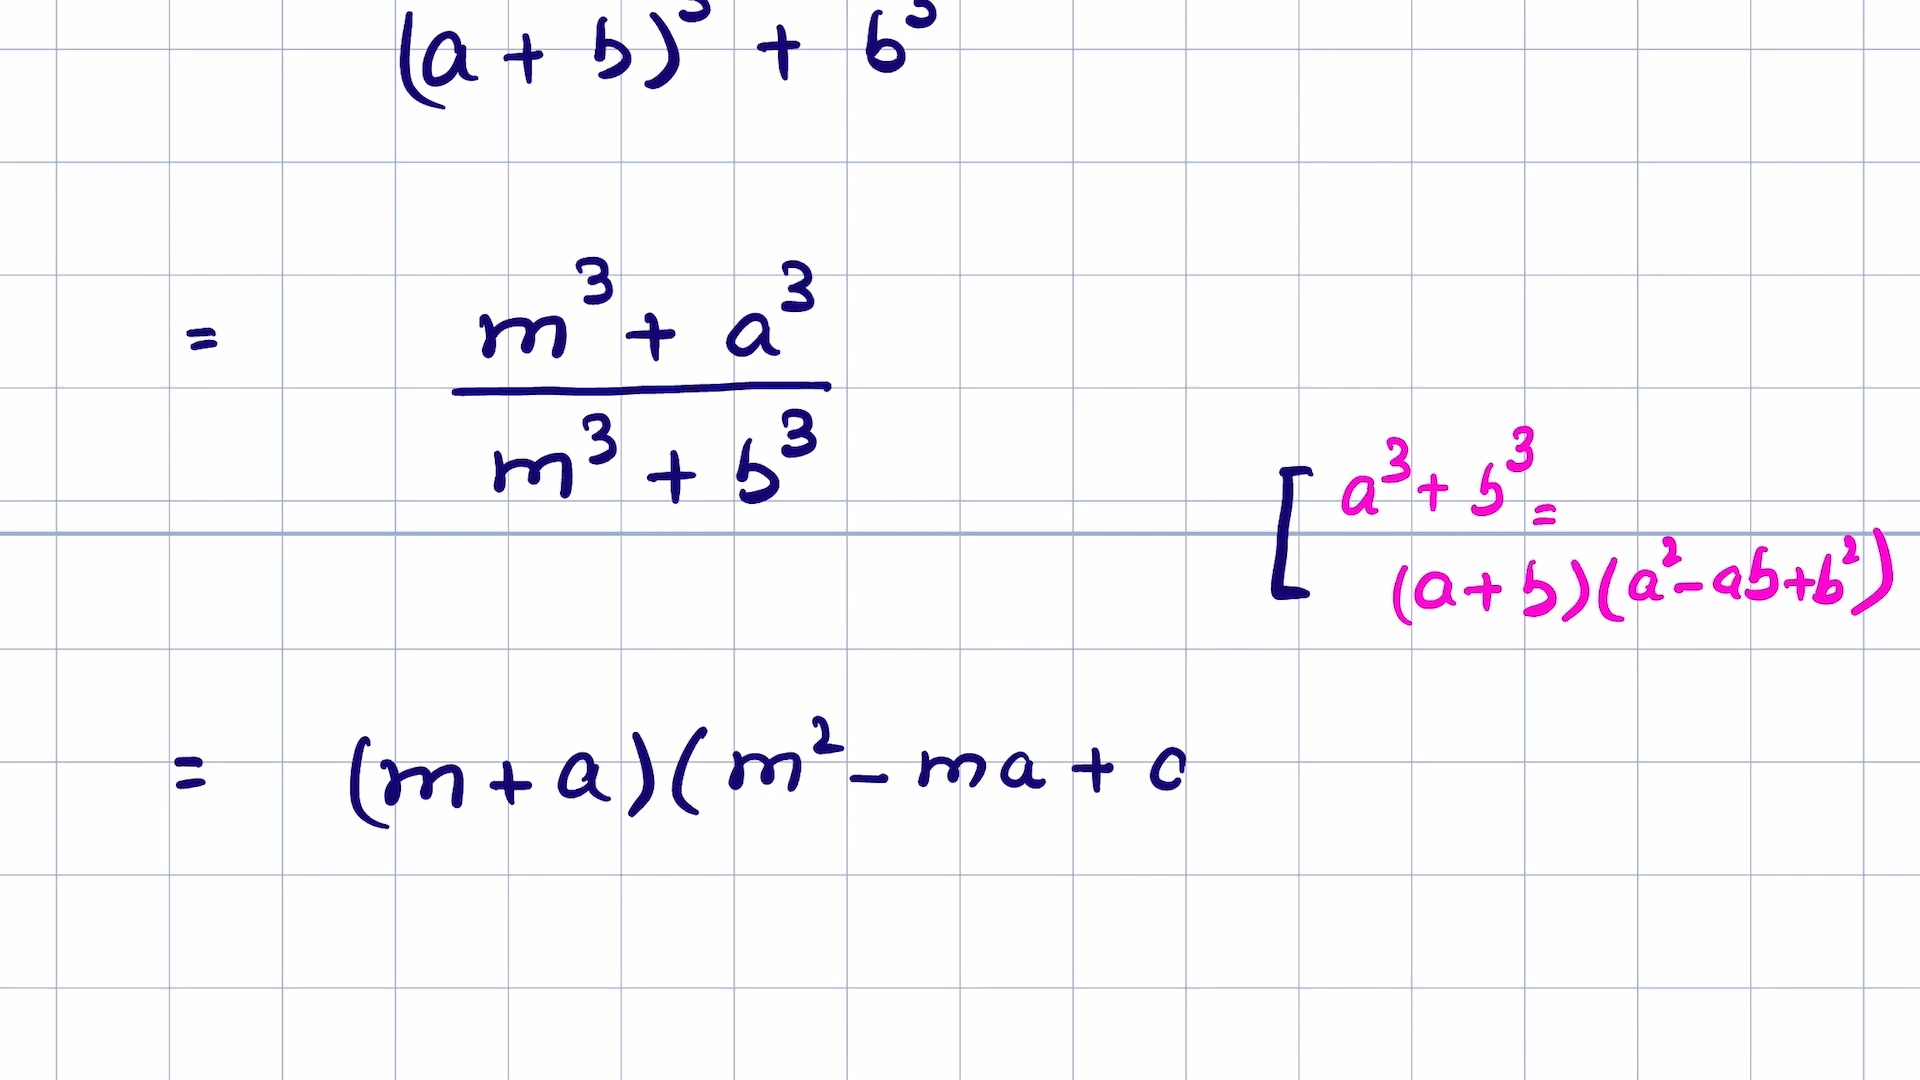 (a + b)³ + b³
= m³ + a³
m³ + b³
[ a³ + b³ =
(a + b)(a² - ab + b²)
= (m + a)(m² - ma +